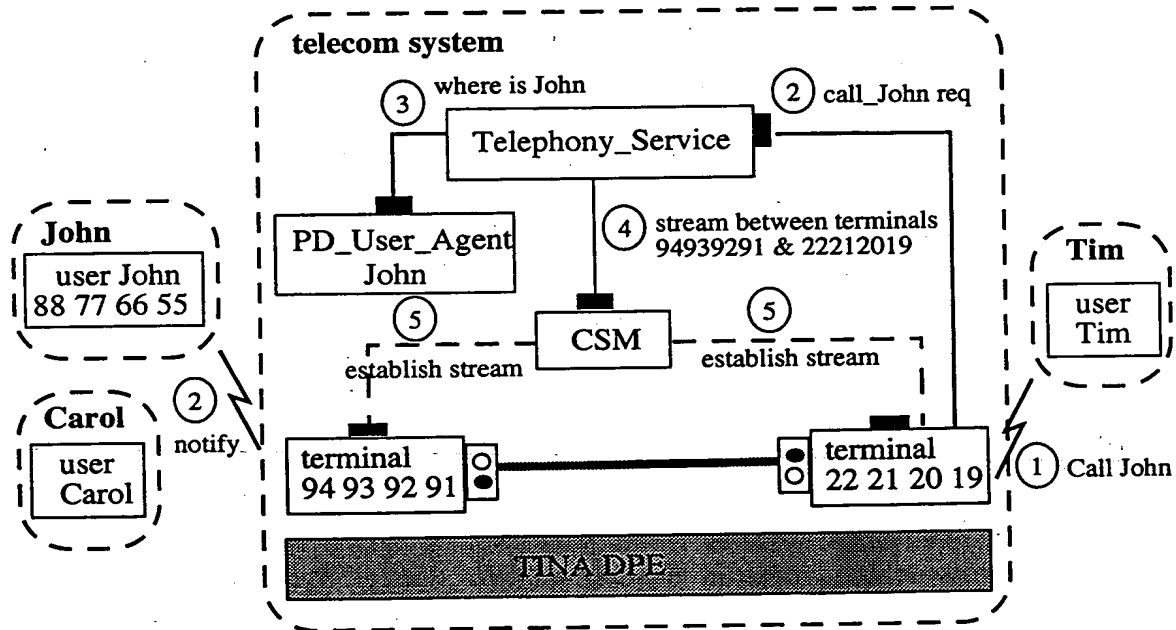 telecom system
3
where is John
2
call_John req
Telephony_Service
PD_User_Agent
John
4
stream between terminals
94939291 & 22212019
John
user John
88 77 66 55
Tim
user
Tim
5
CSM
5
establish stream
establish stream
Carol
user
Carol
2
notify
terminal
94 93 92 91
terminal
22 21 20 19
1
Call John
TINA DPE